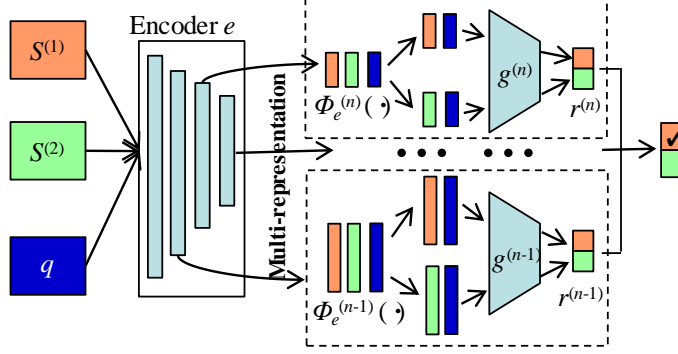 S⁽¹⁾
S⁽²⁾
q
Encoder e
Multi-representation
Φₑ⁽ⁿ⁾(·)
g⁽ⁿ⁾
r⁽ⁿ⁾
Φₑ⁽ⁿ⁻¹⁾(·)
g⁽ⁿ⁻¹⁾
r⁽ⁿ⁻¹⁾